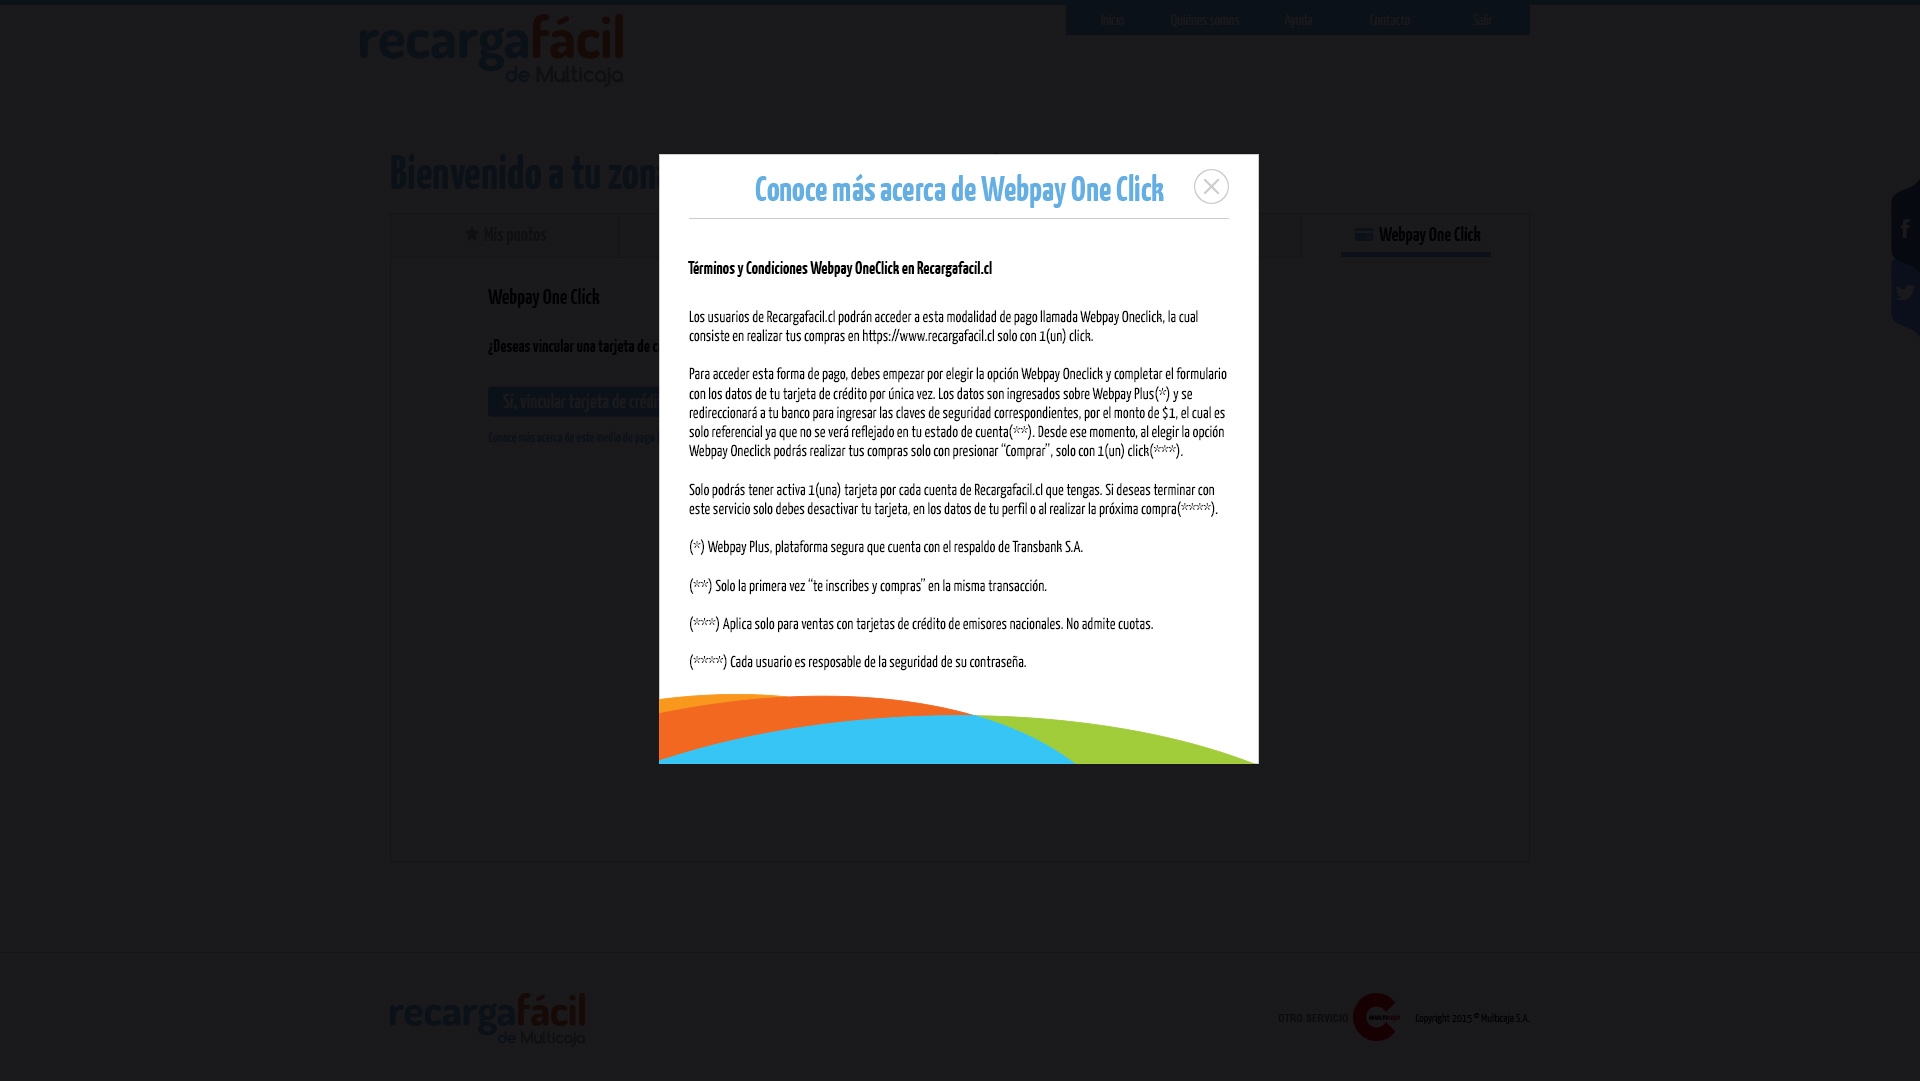 recargafácil
de Multicaja
Inicio
Quiénes somos
Ayuda
Contacto
Salir
Bienvenido a tu zona
Mis puntos
Webpay One Click
Webpay One Click
¿Deseas vincular una tarjeta de
Si, vincular tarjeta de
Conoce más acerca de este medio de pago
Conoce más acerca de Webpay One Click
Términos y Condiciones Webpay OneClick en Recargafacil.cl
Los usuarios de Recargafacil.cl podrán acceder a esta modalidad de pago llamada Webpay Oneclick, la cual
consiste en realizar tus compras en https://www.recargafacil.cl solo con 1(un) click.
Para acceder esta forma de pago, debes empezar por elegir la opción Webpay Oneclick y completar el formulario
con los datos de tu tarjeta de crédito por única vez. Los datos son ingresados sobre Webpay Plus(*) y se
redireccionará a tu banco para ingresar las claves de seguridad correspondientes, por el monto de $1, el cual es
solo referencial ya que no se verá reflejado en tu estado de cuenta(**). Desde ese momento, al elegir la opción
Webpay Oneclick podrás realizar tus compras solo con presionar “Comprar”, solo con 1(un) click(***).
Solo podrás tener activa 1(una) tarjeta por cada cuenta de Recargafacil.cl que tengas. Si deseas terminar con
este servicio solo debes desactivar tu tarjeta, en los datos de tu perfil o al realizar la próxima compra(****).
(*) Webpay Plus, plataforma segura que cuenta con el respaldo de Transbank S.A.
(**) Solo la primera vez “te inscribes y compras” en la misma transacción.
(***) Aplica solo para ventas con tarjetas de crédito de emisores nacionales. No admite cuotas.
(****) Cada usuario es resposable de la seguridad de su contraseña.
recargafácil
de Multicaja
OTRO SERVICIO
Copyright 2015 © Multicaja S.A.